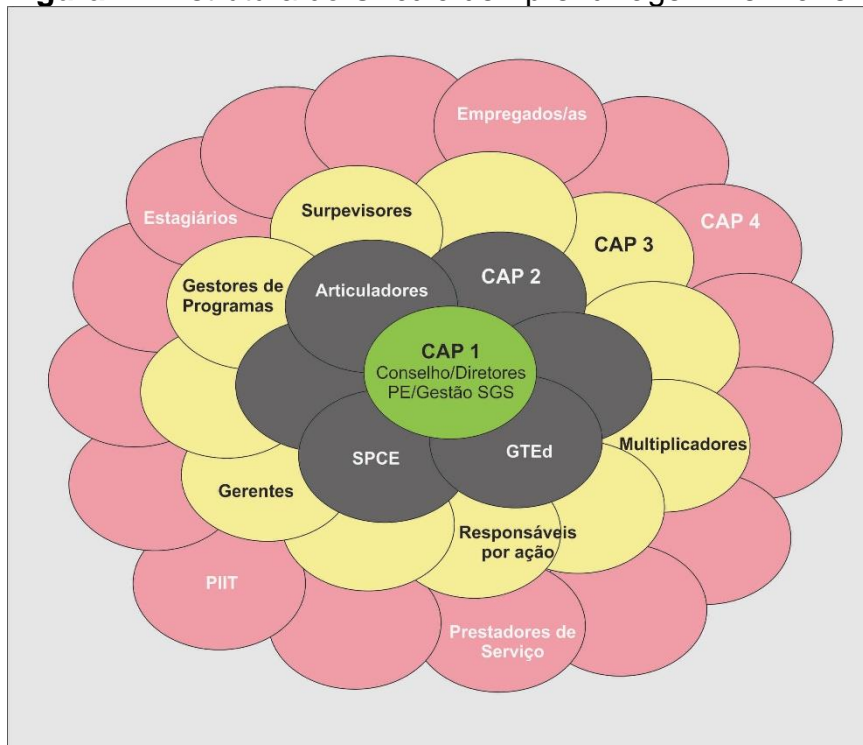 Empregados/as
Estagiários
Surpevisores
CAP 3
CAP 4
Gestores de
Programas
Articuladores
CAP 2
CAP 1
Conselho/Diretores
PE/Gestão SGS
SPCE
GTEd
Multiplicadores
Gerentes
Responsáveis
por ação
PIIT
Prestadores de
Serviço